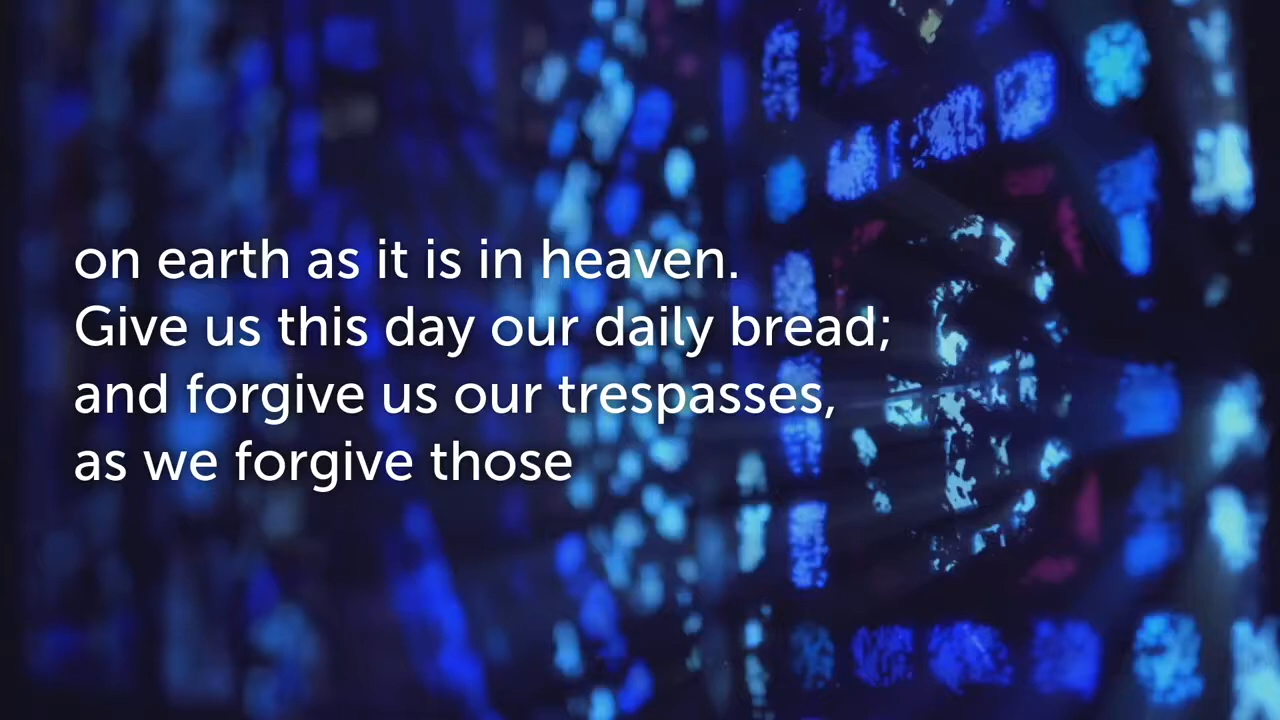 on earth as it is in heaven.
Give us this day our daily bread;
and forgive us our trespasses,
as we forgive those